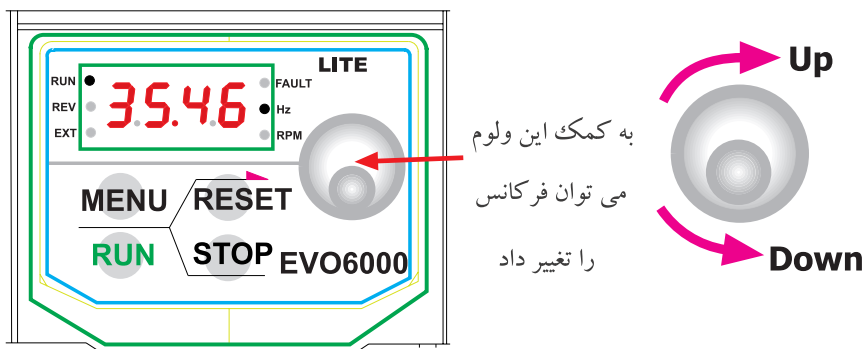 LITE
RUN
REV
EXT
35.46
FAULT
Hz
RPM
MENU
RESET
RUN
STOP
EVO6000
به کمک این ولوم
می توان فرکانس
را تغییر داد
Up
Down